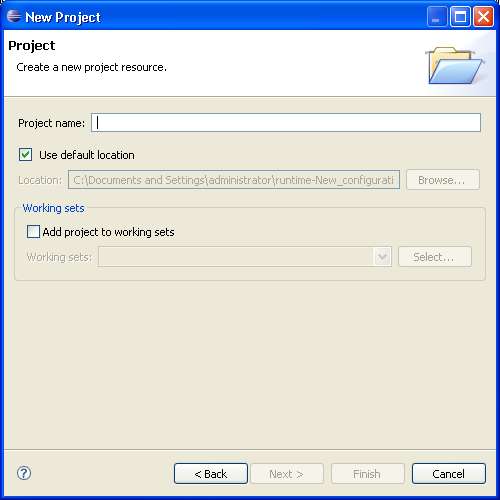 New Project
Project
Create a new project resource.
Project name:
Use default location
Location: C:\Documents and Settings\administrator\runtime-New_configurati Browse...
Working sets
Add project to working sets
Working sets: Select...
? < Back Next > Finish Cancel